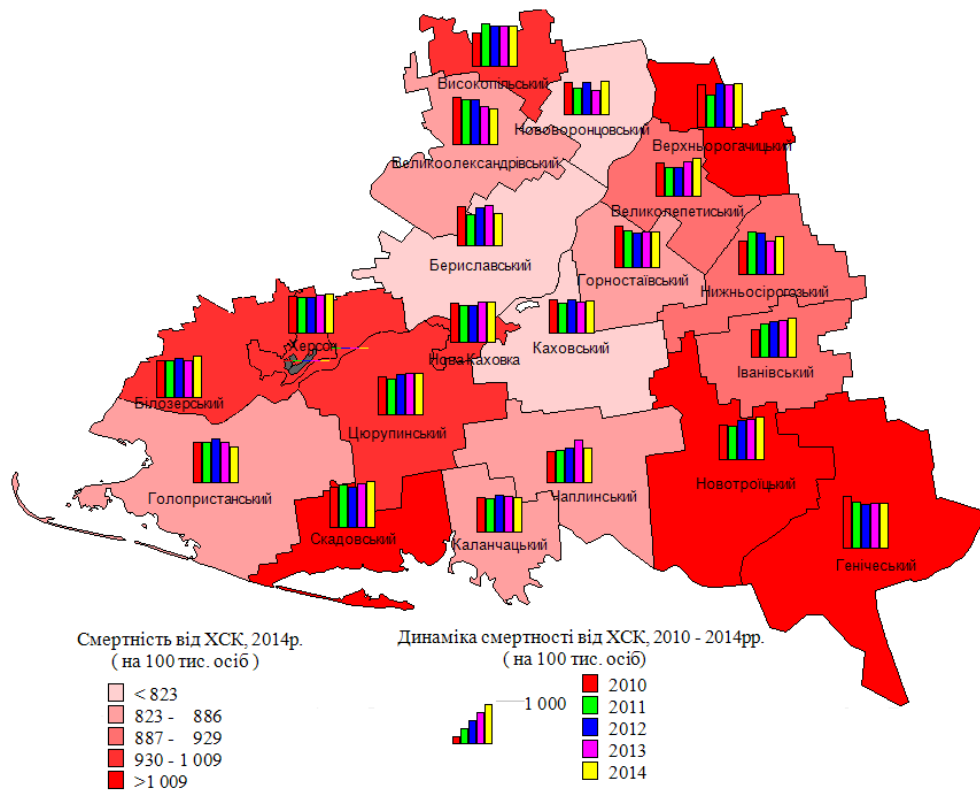 Високопільський
Нововоронцовський
Верхньорогачицький
Великоолександрівський
Великолепетиський
Бериславський
Горностаївський
Нижньосірогозький
Херсон
Нова Каховка
Каховський
Іванівський
Білозерський
Цюрупинський
Голопристанський
Чаплинський
Новотроїцький
Скадовський
Каланчацький
Генічеський
Смертність від ХСК, 2014р.
( на 100 тис. осіб )
< 823
823 - 886
887 - 929
930 - 1 009
>1 009
Динаміка смертності від ХСК, 2010 - 2014рр.
( на 100 тис. осіб)
1 000
2010
2011
2012
2013
2014